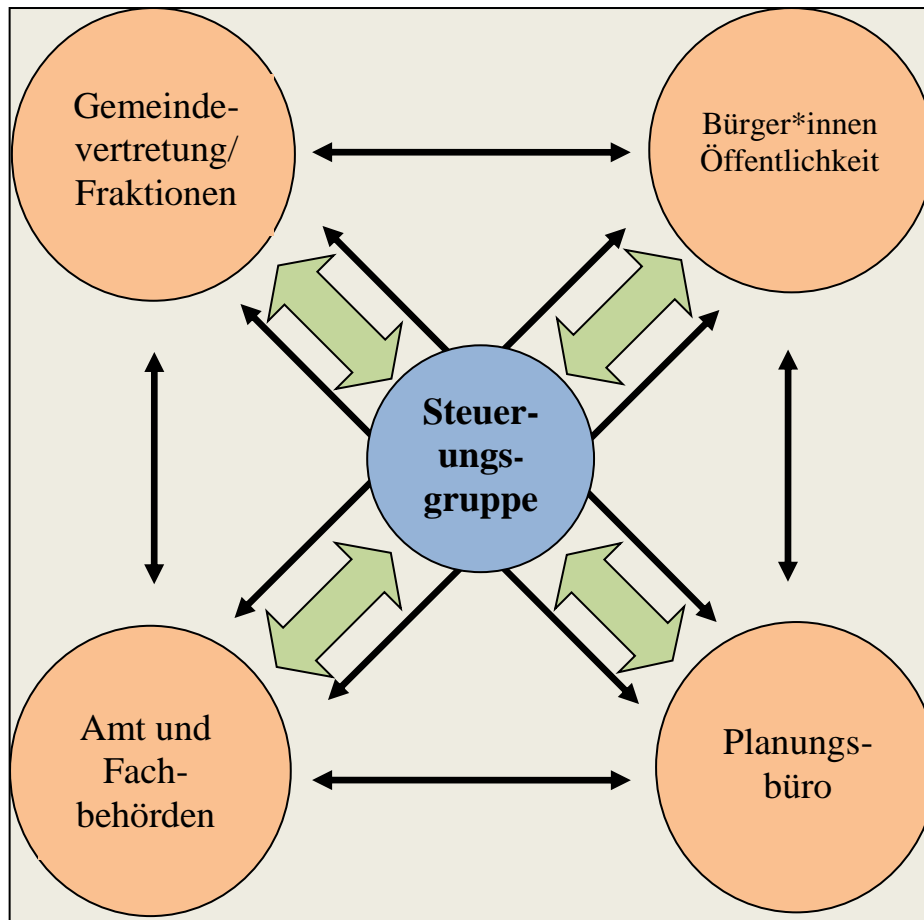 Gemeinde-
vertretung/
Fraktionen
Bürger*innen
Öffentlichkeit
Steuer-
ungs-
gruppe
Amt und
Fach-
behörden
Planungs-
büro